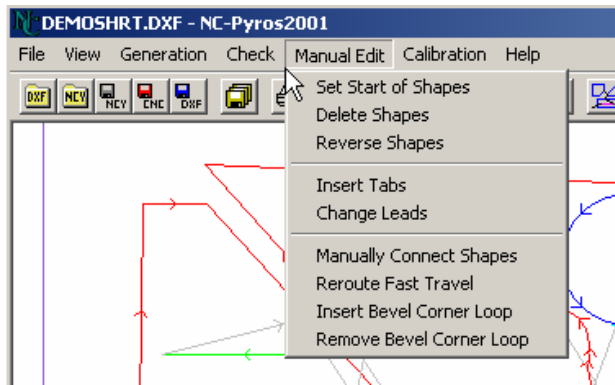 DEMOSHRT.DXF - NC-Pyros2001
File View Generation Check Manual Edit Calibration Help
DXF NCY NCY CNC DXF
Set Start of Shapes
Delete Shapes
Reverse Shapes
Insert Tabs
Change Leads
Manually Connect Shapes
Reroute Fast Travel
Insert Bevel Corner Loop
Remove Bevel Corner Loop